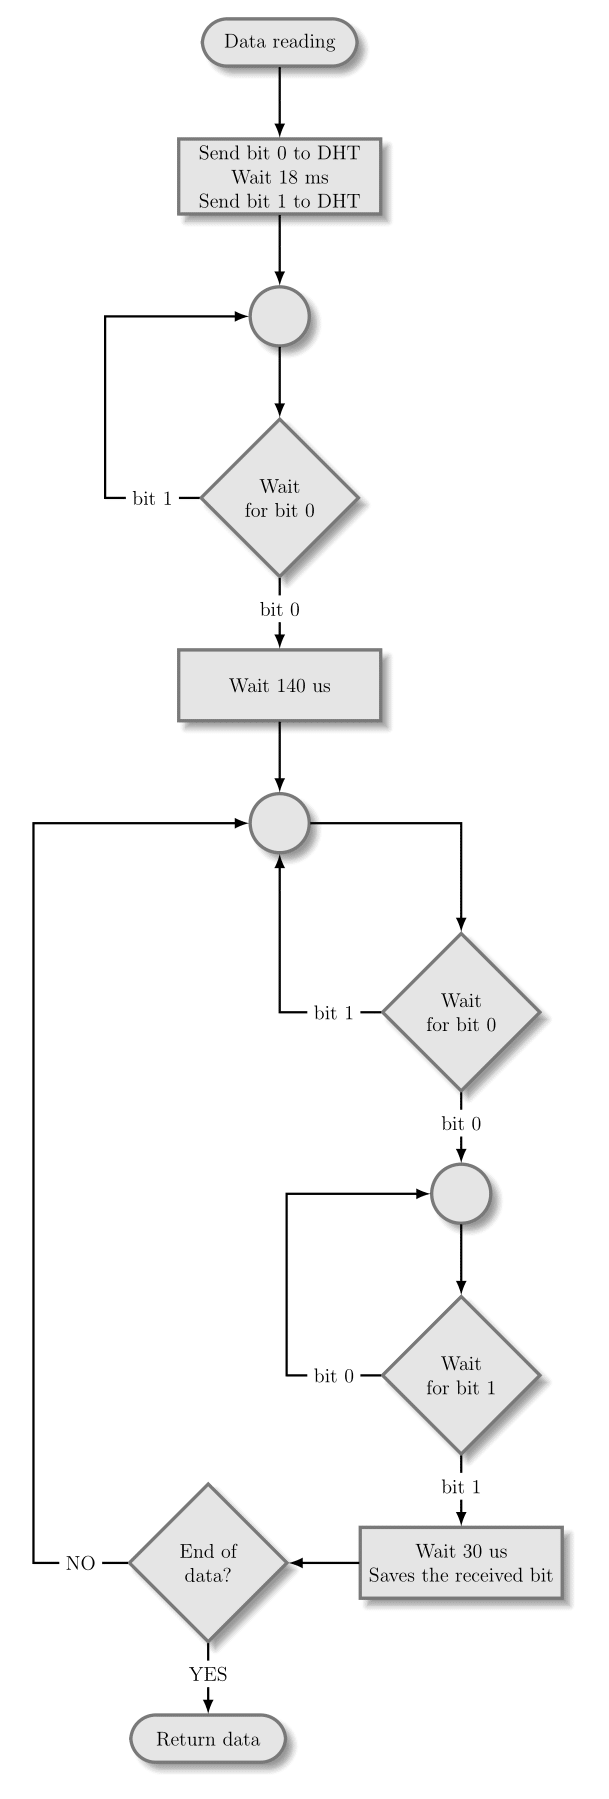 Data reading
Send bit 0 to DHT
Wait 18 ms
Send bit 1 to DHT
Wait
for bit 0
bit 1
bit 0
Wait 140 us
Wait
for bit 0
bit 1
bit 0
Wait
for bit 1
bit 0
bit 1
Wait 30 us
Saves the received bit
End of
data?
NO
YES
Return data